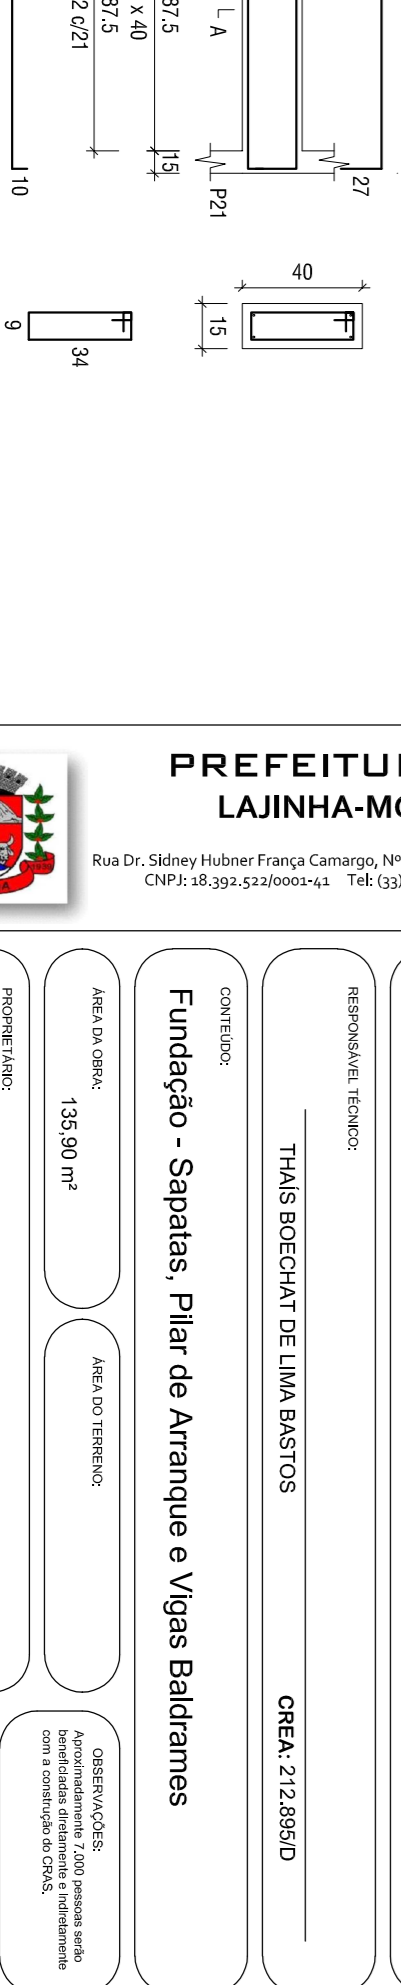 L A
27
15
P21
87.5
x 40
87.5
2 c/21
10
40
15
34
9
PREFEITU
LAJINHA-M
Rua Dr. Sidney Hubner França Camargo, Nº
CNPJ: 18.392.522/0001-41 Tel: (33)
RESPONSÁVEL TÉCNICO:
THAÍS BOECHAT DE LIMA BASTOS
CREA: 212.895/D
CONTEÚDO:
Fundação - Sapatas, Pilar de Arranque e Vigas Baldrames
ÁREA DA OBRA:
135,90 m²
ÁREA DO TERRENO:
OBSERVAÇÕES:
Aproximadamente 7.000 pessoas serão
beneficiadas diretamente e indiretamente
com a construção do CRAS.
PROPRIETÁRIO: